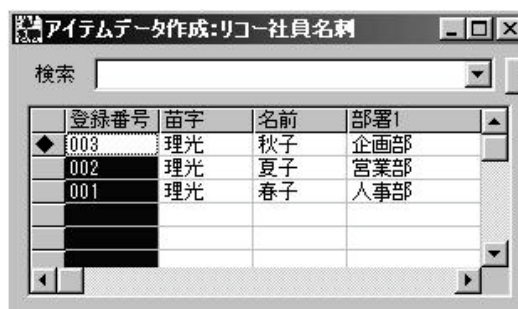 アイテムデータ作成:リコー社員名刺
検索
登録番号 苗字 名前 部署1
003 理光 秋子 企画部
002 理光 夏子 営業部
001 理光 春子 人事部